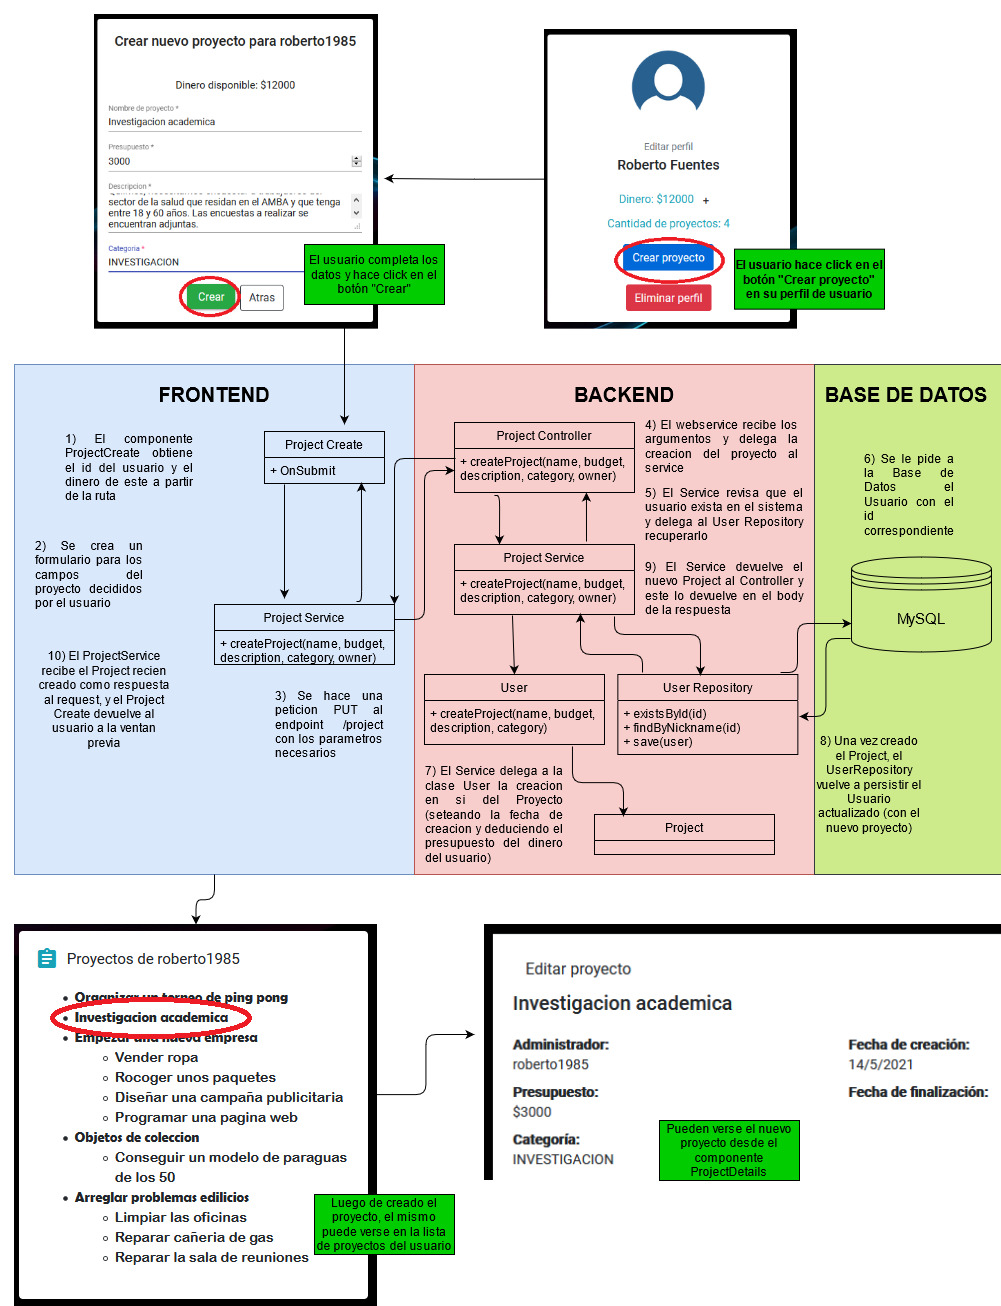 Crear nuevo proyecto para roberto1985
Dinero disponible: $12000
Nombre de proyecto *
Investigacion academica
Presupuesto *
3000
Descripcion *
sector de la salud que residan en el AMBA y que tenga
entre 18 y 60 años. Las encuestas a realizar se
encuentran adjuntas.
Categoria *
INVESTIGACION
Crear
Atras
El usuario completa los
datos y hace click en el
botón "Crear"
Editar perfil
Roberto Fuentes
Dinero: $12000 +
Cantidad de proyectos: 4
Crear proyecto
Eliminar perfil
El usuario hace click en el
botón "Crear proyecto"
en su perfil de usuario
FRONTEND
1) El componente
ProjectCreate obtiene
el id del usuario y el
dinero de este a partir
de la ruta
Project Create
+ OnSubmit
2) Se crea un
formulario para los
campos del
proyecto decididos
por el usuario
Project Service
+ createProject(name, budget,
description, category, owner)
10) El ProjectService
recibe el Project recien
creado como respuesta
al request, y el Project
Create devuelve al
usuario a la ventan
previa
3) Se hace una
peticion PUT al
endpoint /project
con los parametros
necesarios
BACKEND
Project Controller
+ createProject(name, budget,
description, category, owner)
4) El webservice recibe los
argumentos y delega la
creacion del proyecto al
service
5) El Service revisa que el
usuario exista en el sistema
y delega al User Repository
recuperarlo
Project Service
+ createProject(name, budget,
description, category, owner)
9) El Service devuelve el
nuevo Project al Controller y
este lo devuelve en el body
de la respuesta
User
+ createProject(name, budget,
description, category)
User Repository
+ existsById(id)
+ findByNickname(id)
+ save(user)
7) El Service delega a la
clase User la creacion
en si del Proyecto
(seteando la fecha de
creacion y deduciendo el
presupuesto del dinero
del usuario)
Project
BASE DE DATOS
6) Se le pide a
la Base de
Datos el
Usuario con el
id
correspondiente
MySQL
8) Una vez creado
el Project, el
UserRepository
vuelve a persistir el
Usuario
actualizado (con el
nuevo proyecto)
Proyectos de roberto1985
Organizar un torneo de ping pong
Investigacion academica
Empezar una nueva empresa
Vender ropa
Rocoger unos paquetes
Diseñar una campaña publicitaria
Programar una pagina web
Objetos de coleccion
Conseguir un modelo de paraguas
de los 50
Arreglar problemas edilicios
Limpiar las oficinas
Reparar cañeria de gas
Reparar la sala de reuniones
Luego de creado el
proyecto, el mismo
puede verse en la lista
de proyectos del usuario
Editar proyecto
Investigacion academica
Administrador:
roberto1985
Fecha de creación:
14/5/2021
Presupuesto:
$3000
Fecha de finalización:
Categoría:
INVESTIGACION
Pueden verse el nuevo
proyecto desde el
componente
ProjectDetails